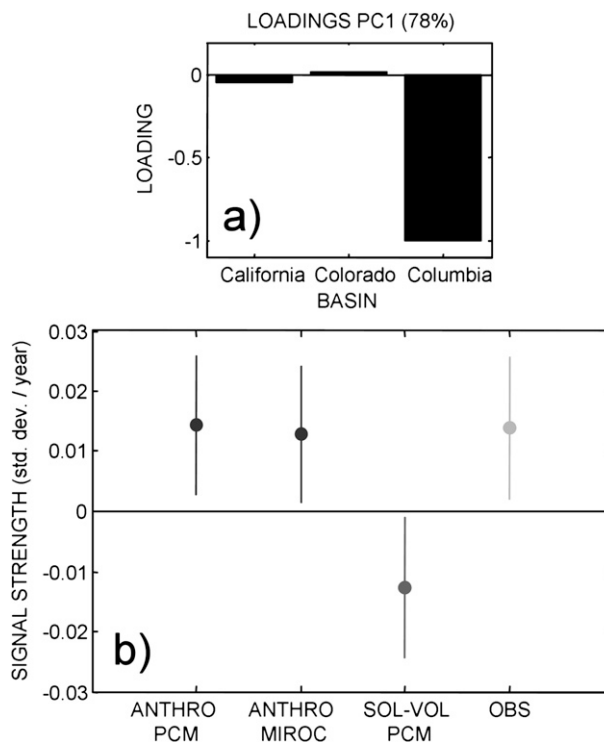 LOADINGS PC1 (78%)
0
-0.5
-1
LOADING
a)
California Colorado Columbia
BASIN
0.03
0.02
0.01
0
-0.01
-0.02
-0.03
SIGNAL STRENGTH (std. dev. / year)
b)
ANTHRO ANTHRO SOL-VOL OBS
PCM MIROC PCM